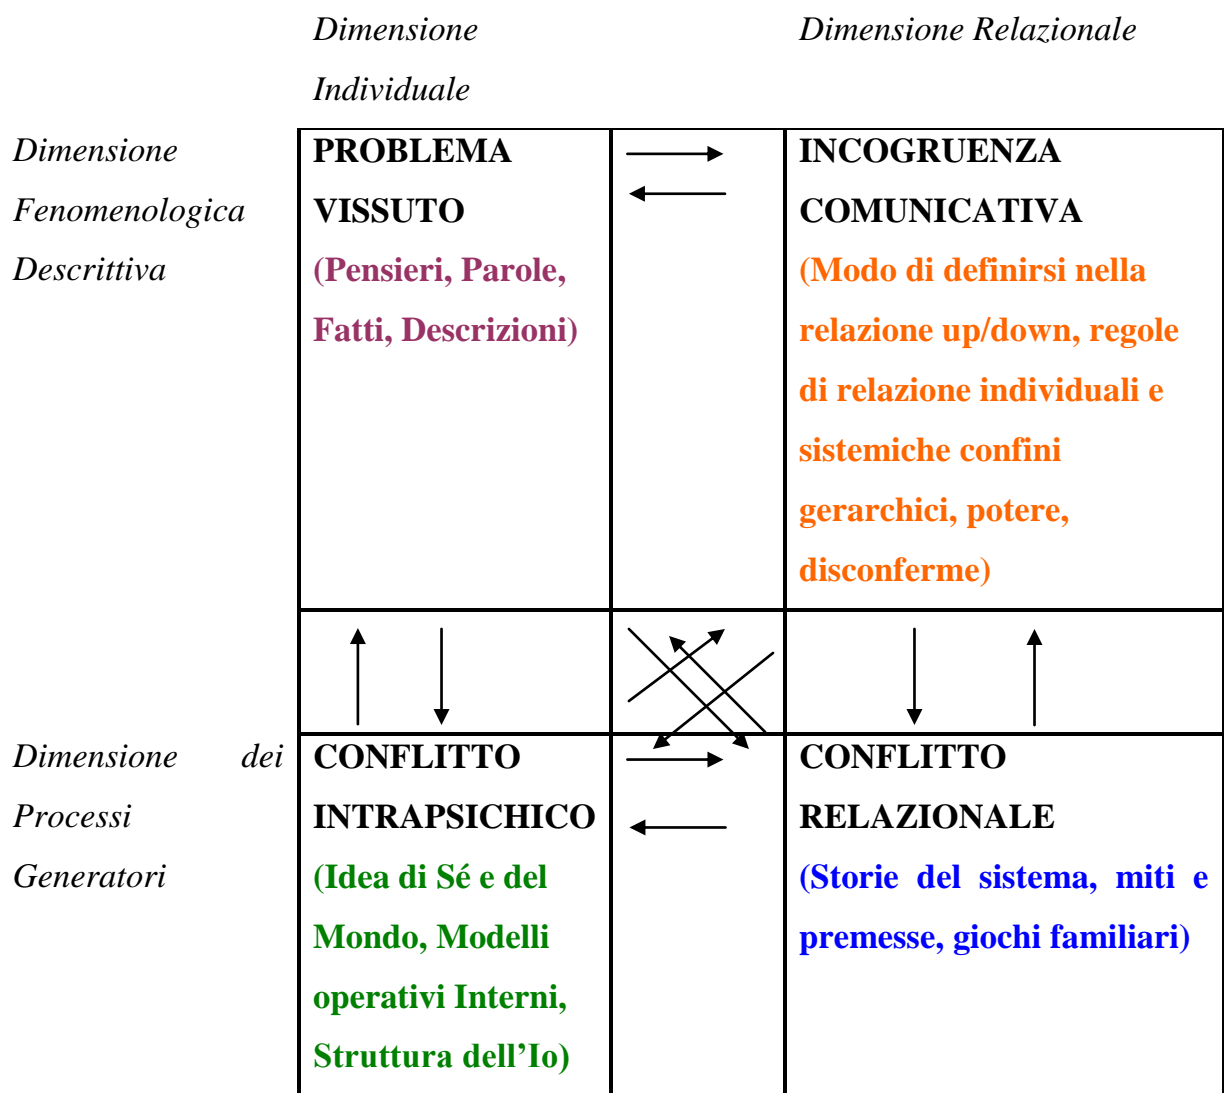 Dimensione
Individuale
Dimensione Relazionale
Dimensione
Fenomenologica
Descrittiva
PROBLEMA
VISSUTO
(Pensieri, Parole,
Fatti, Descrizioni)
INCOGRUENZA
COMUNICATIVA
(Modo di definirsi nella
relazione up/down, regole
di relazione individuali e
sistemiche confini
gerarchici, potere,
disconferme)
Dimensione dei
Processi
Generatori
CONFLITTO
INTRAPSICHICO
(Idea di Sé e del
Mondo, Modelli
operativi Interni,
Struttura dell’Io)
CONFLITTO
RELAZIONALE
(Storie del sistema, miti e
premesse, giochi familiari)